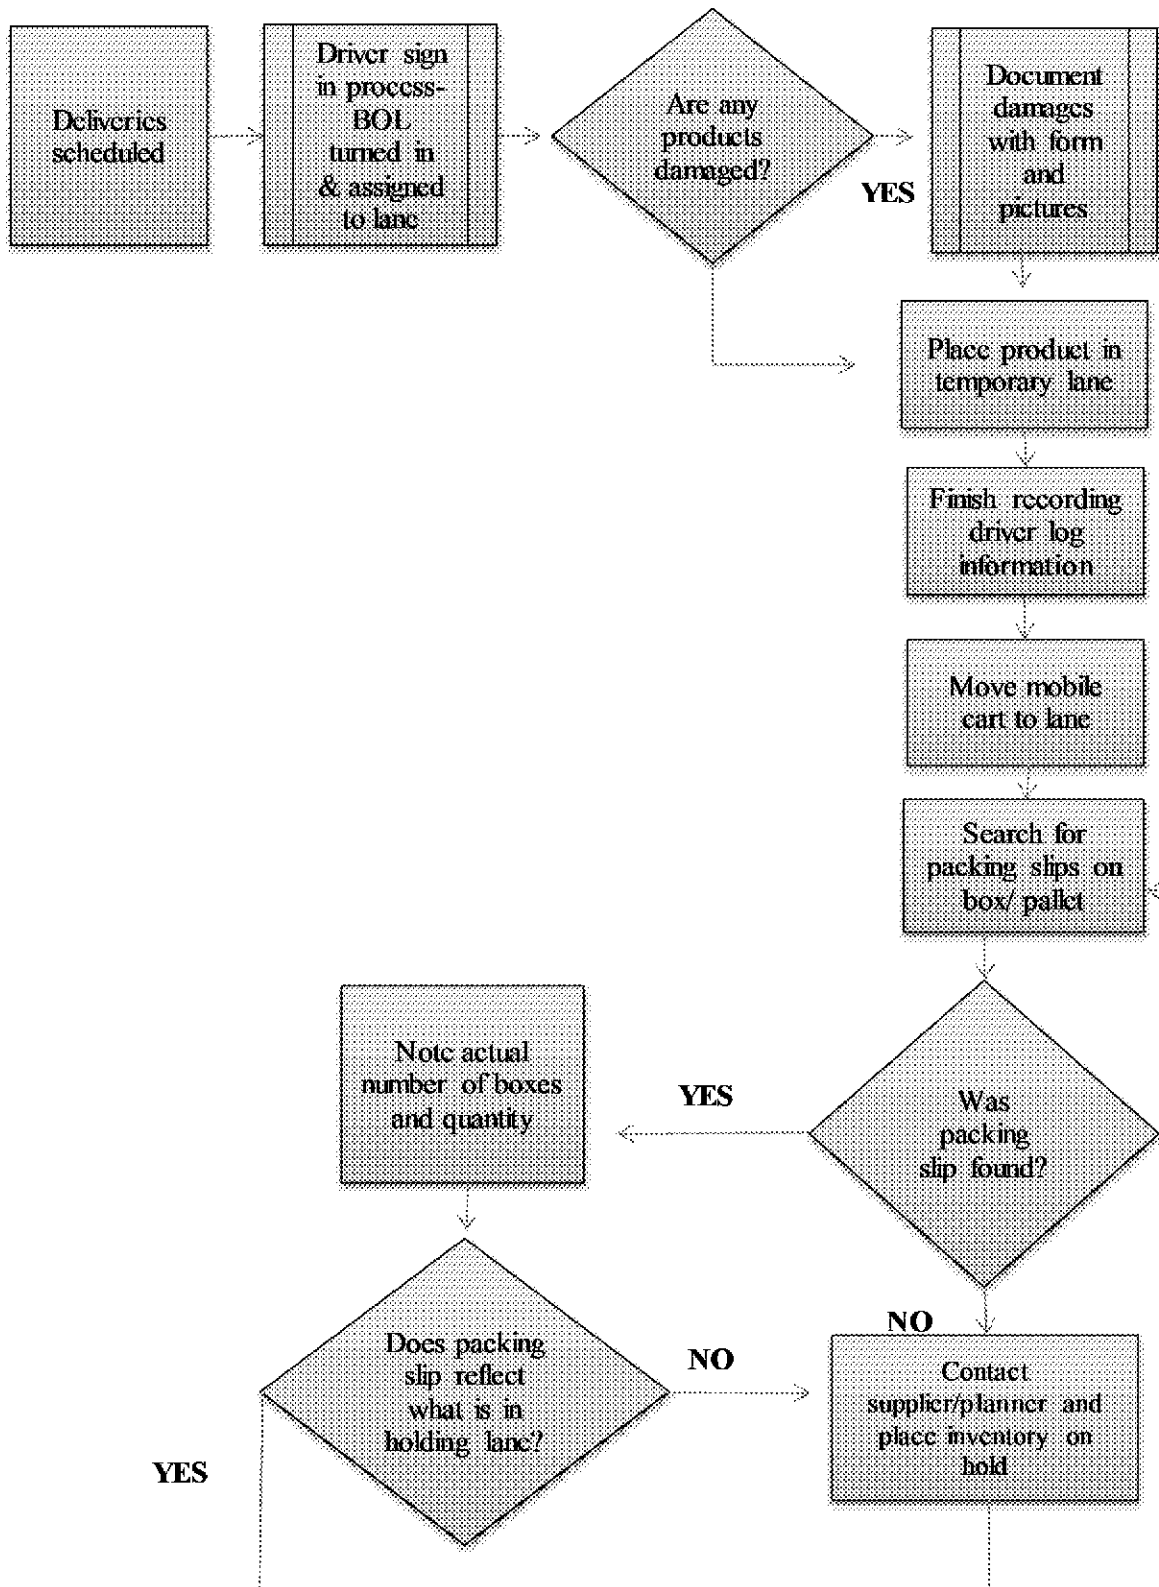 Deliveries
scheduled
Driver sign
in process-
BOL
turned in
& assigned
to lane
Are any
products
damaged?
YES
Document
damages
with form
and
pictures
Place product in
temporary lane
Finish recording
driver log
information
Move mobile
cart to lane
Search for
packing slips on
box/ pallet
Was
packing
slip found?
YES
Note actual
number of boxes
and quantity
NO
Does packing
slip reflect
what is in
holding lane?
NO
YES
Contact
supplier/planner and
place inventory on
hold